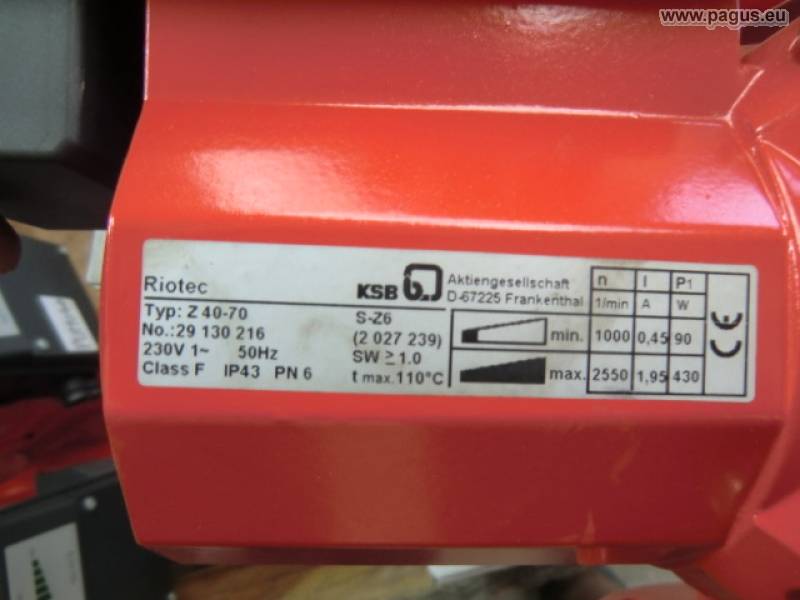 www.pagus.eu
Riotec
Typ: Z 40-70
No.:29 130 216
230V 1~ 50Hz
Class F IP43 PN 6
KSB
S-Z6
(2 027 239)
SW ≥ 1.0
t max.110°C
Aktiengesellschaft
D-67225 Frankenthal
n I P1
1/min A W
min. 1000 0,45 90
max. 2550 1,95 430
CE